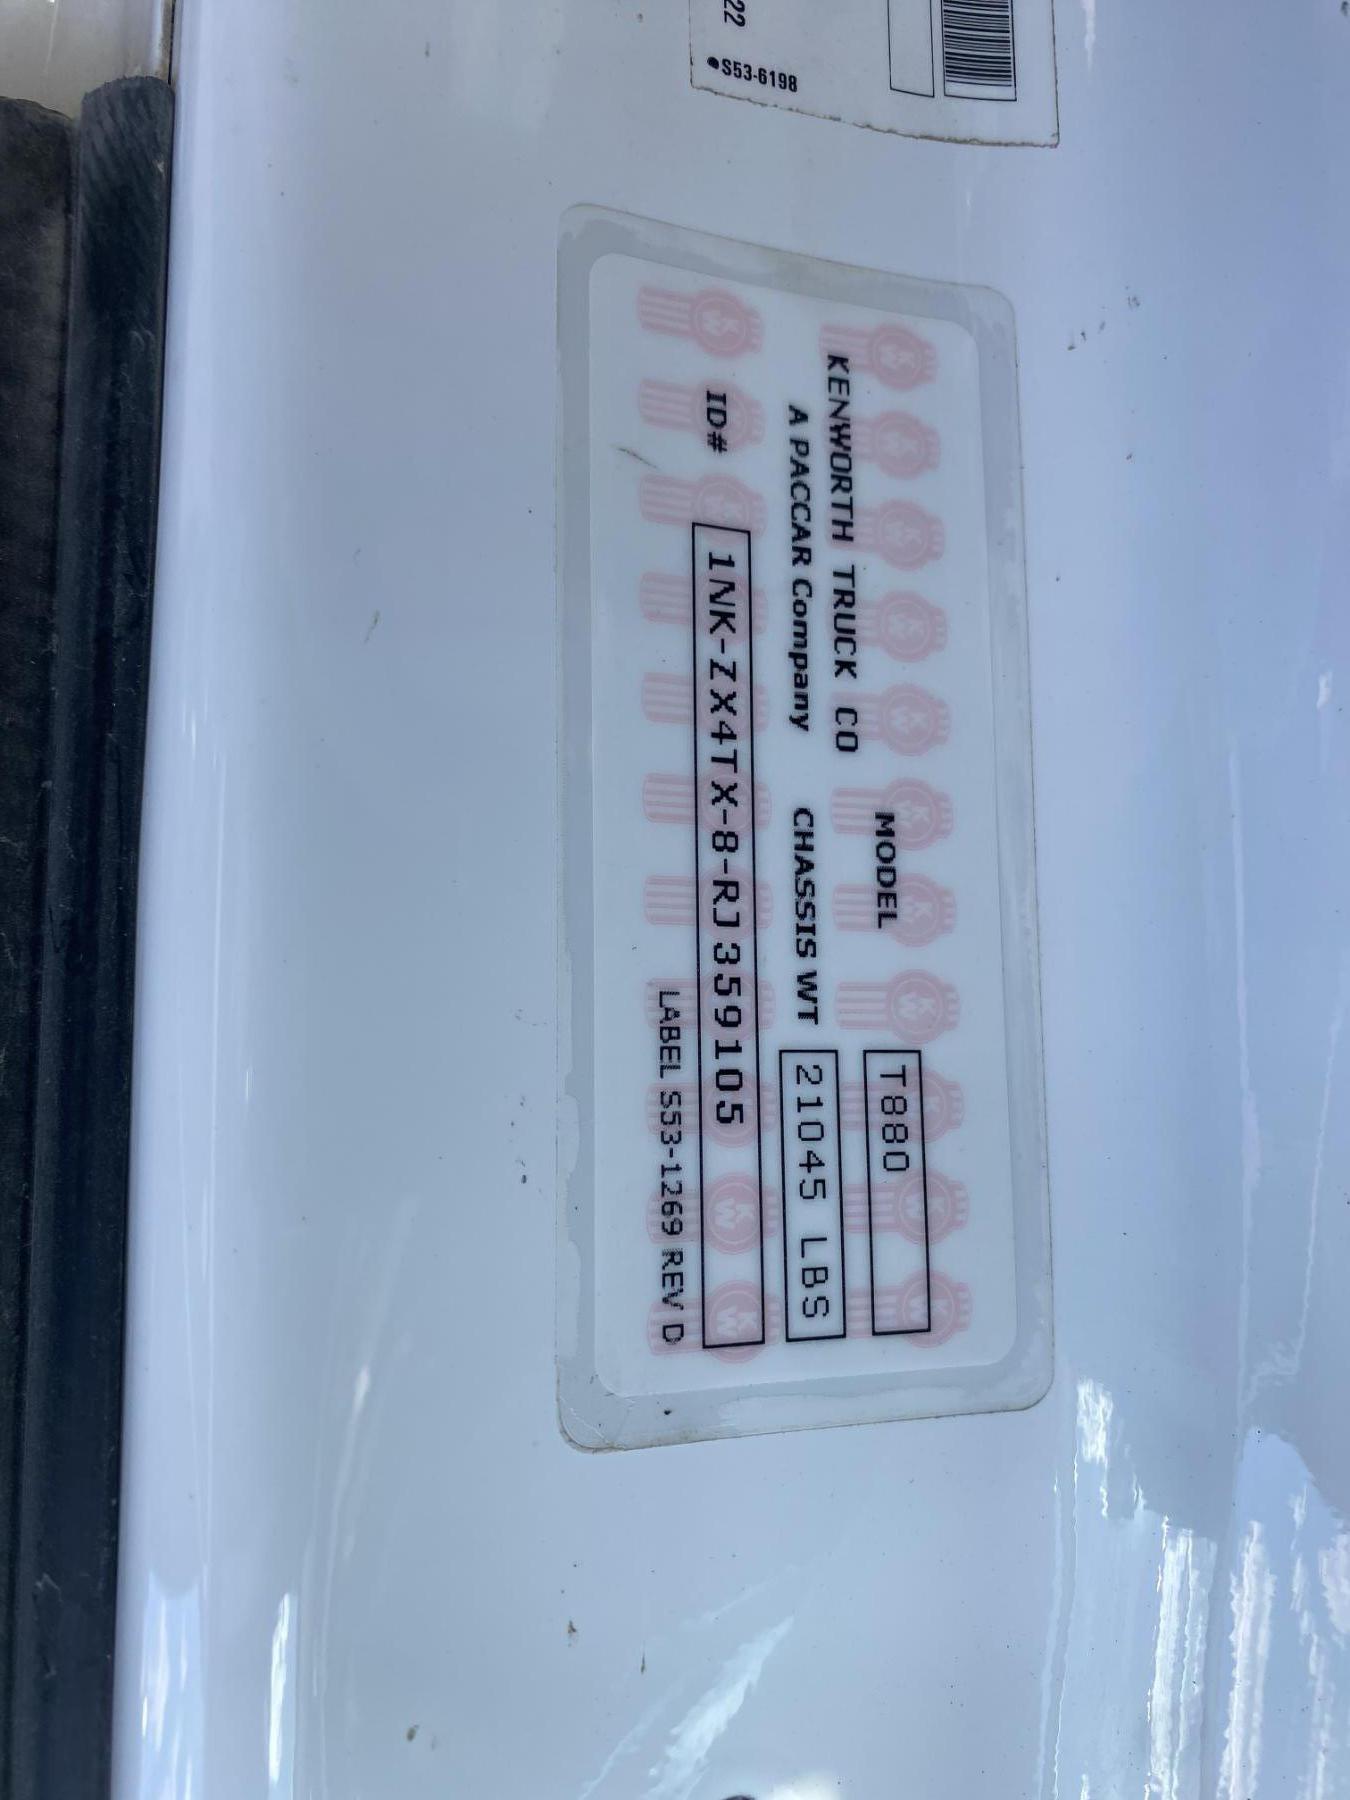 22
•S53-6198
MODEL T880
KENWORTH TRUCK CO
A PACCAR Company CHASSIS WT 21045 LBS
ID# 1NK-ZX4TX-8-RJ359105
LABEL S53-1269 REV D